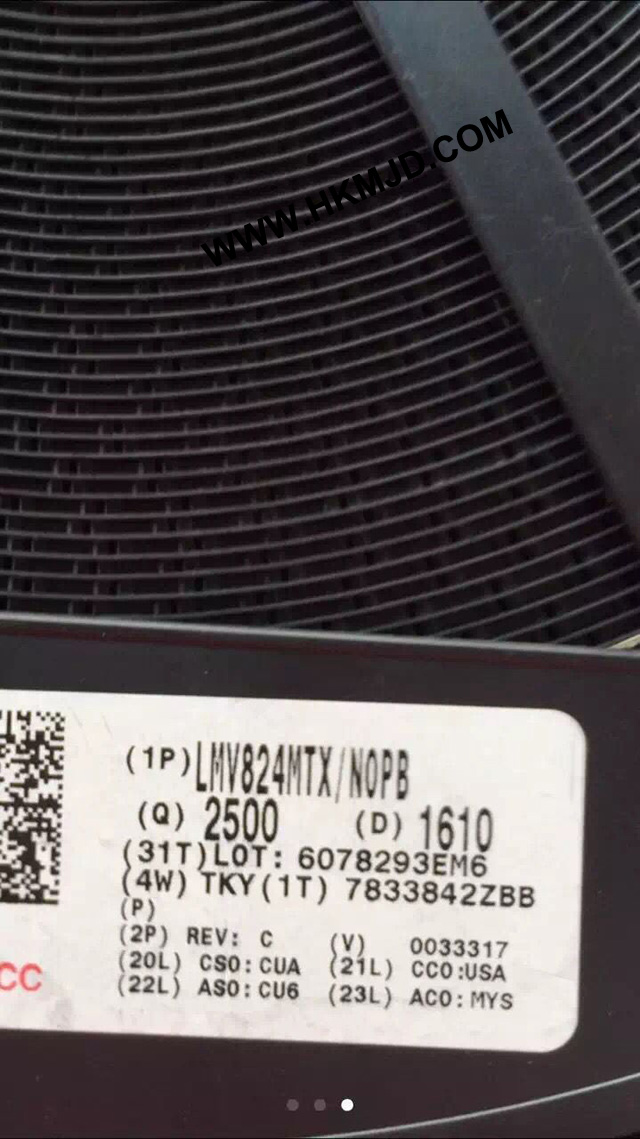 WWW.HKMJD.COM
(1P)LMV824MTX/NOPB
(Q) 2500 (D) 1610
(31T)LOT: 6078293EM6
(4W) TKY(1T) 7833842ZBB
(P)
(2P) REV: C (V) 0033317
(20L) CSO:CUA (21L) CCO:USA
CC
(22L) ASO:CU6 (23L) ACO:MYS